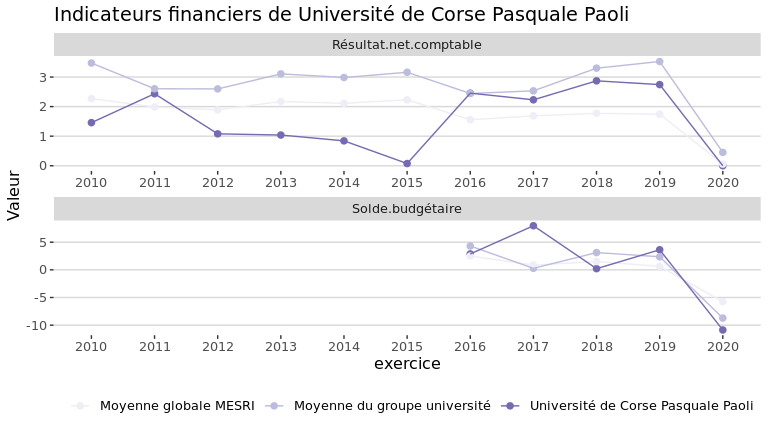 Indicateurs financiers de Université de Corse Pasquale Paoli
Résultat.net.comptable
3
2
1
0
2010 2011 2012 2013 2014 2015 2016 2017 2018 2019 2020
Valeur
Solde.budgétaire
5
0
-5
-10
2010 2011 2012 2013 2014 2015 2016 2017 2018 2019 2020
exercice
Moyenne globale MESRI Moyenne du groupe université Université de Corse Pasquale Paoli